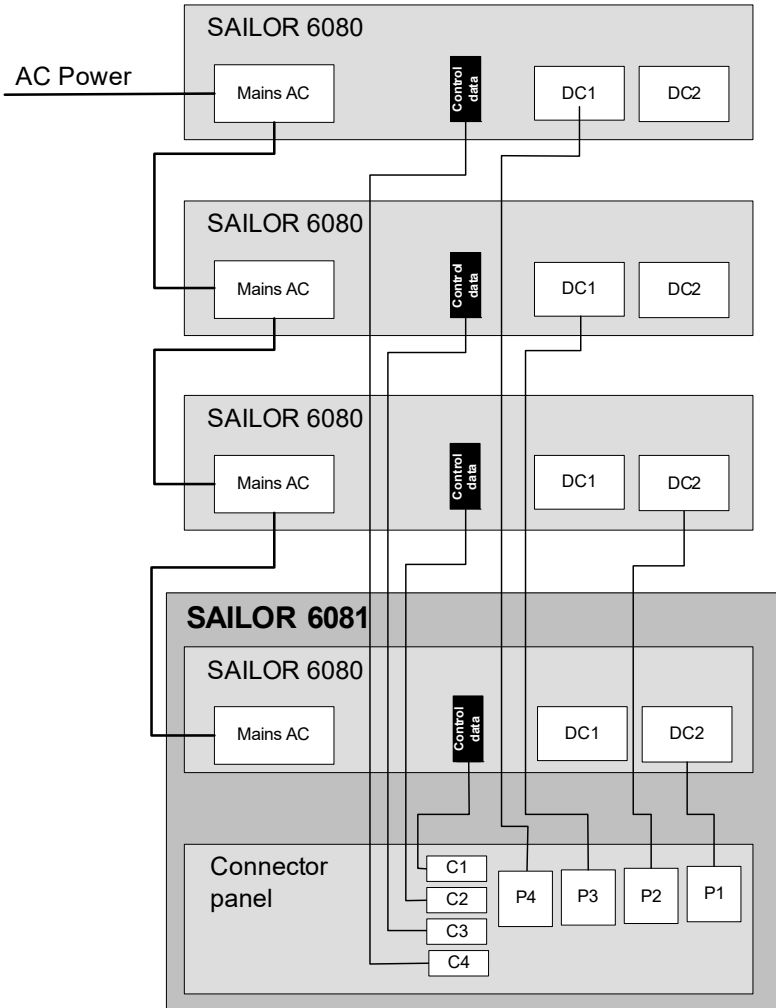 SAILOR 6080
AC Power
Mains AC
Control
data
DC1
DC2
SAILOR 6080
Mains AC
Control
data
DC1
DC2
SAILOR 6080
Mains AC
Control
data
DC1
DC2
SAILOR 6081
SAILOR 6080
Mains AC
Control
data
DC1
DC2
Connector
panel
C1
C2
C3
C4
P4
P3
P2
P1